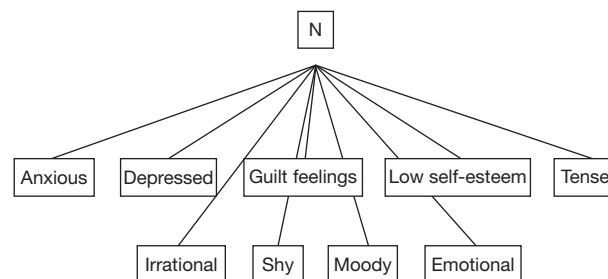 N
Anxious Depressed Guilt feelings Low self-esteem Tense
Irrational Shy Moody Emotional